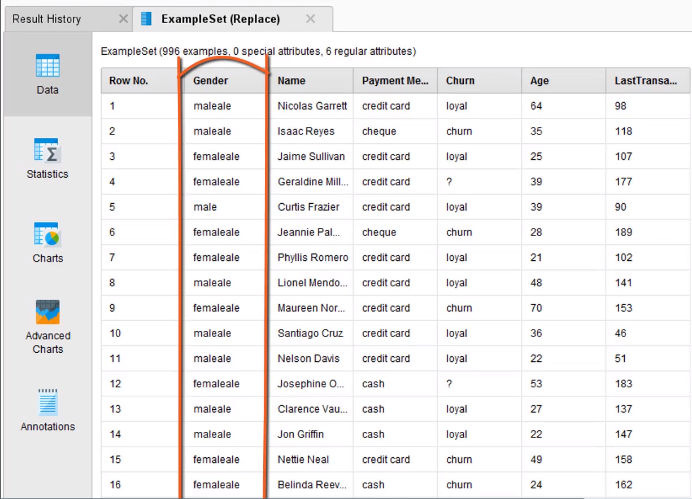 Result History
ExampleSet (Replace)
ExampleSet (996 examples, 0 special attributes, 6 regular attributes)
Data
Statistics
Charts
Advanced
Charts
Annotations
Row No. Gender Name Payment Me... Churn Age LastTransa...
1 maleale Nicolas Garrett credit card loyal 64 98
2 maleale Isaac Reyes cheque churn 35 118
3 femaleale Jaime Sullivan credit card loyal 25 107
4 femaleale Geraldine Mill... credit card ? 39 177
5 male Curtis Frazier credit card loyal 39 90
6 femaleale Jeannie Pal... cheque churn 28 189
7 femaleale Phyllis Romero credit card loyal 21 102
8 maleale Lionel Mendo... credit card loyal 48 141
9 femaleale Maureen Nor... credit card churn 70 153
10 maleale Santiago Cruz credit card loyal 36 46
11 maleale Nelson Davis credit card loyal 22 51
12 femaleale Josephine O... cash ? 53 183
13 maleale Clarence Vau... cash loyal 27 137
14 maleale Jon Griffin cash loyal 22 147
15 femaleale Nettie Neal credit card churn 49 158
16 femaleale Belinda Reev... cash churn 24 162